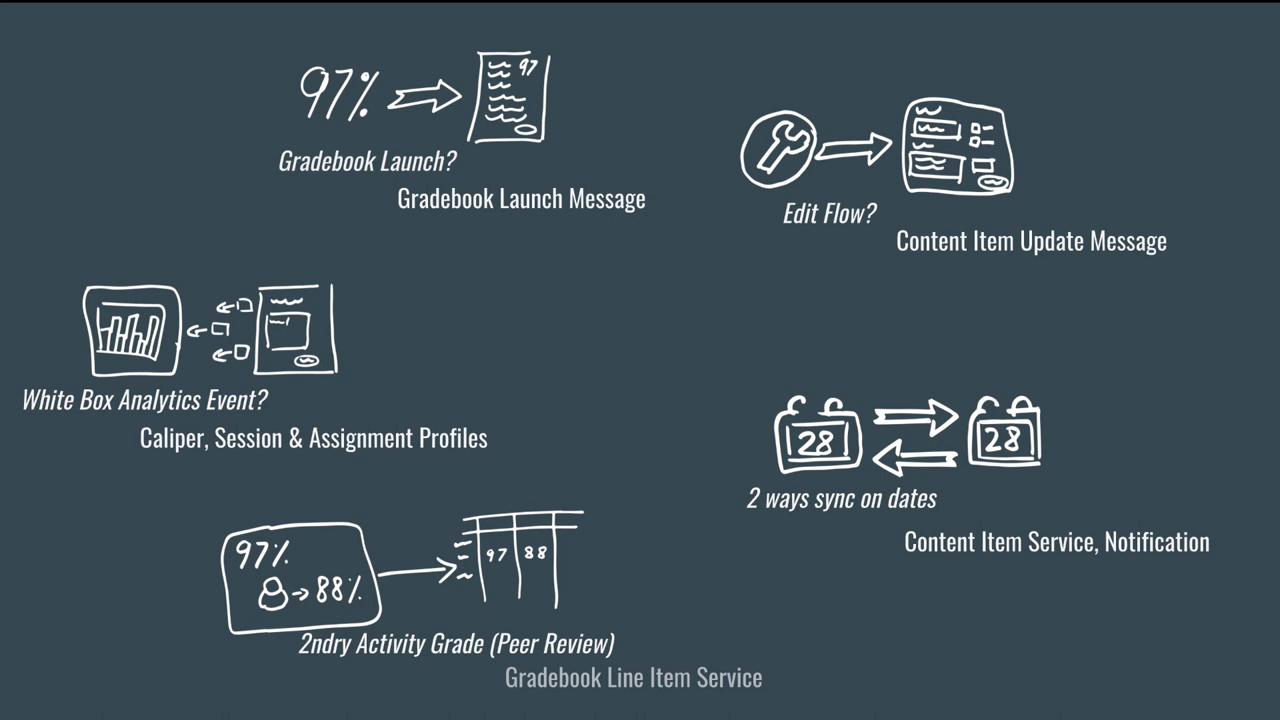 97%
97
Gradebook Launch?
Gradebook Launch Message
Edit Flow?
Content Item Update Message
White Box Analytics Event?
Caliper, Session & Assignment Profiles
28
28
2 ways sync on dates
Content Item Service, Notification
97%
88%
97 88
2ndry Activity Grade (Peer Review)
Gradebook Line Item Service